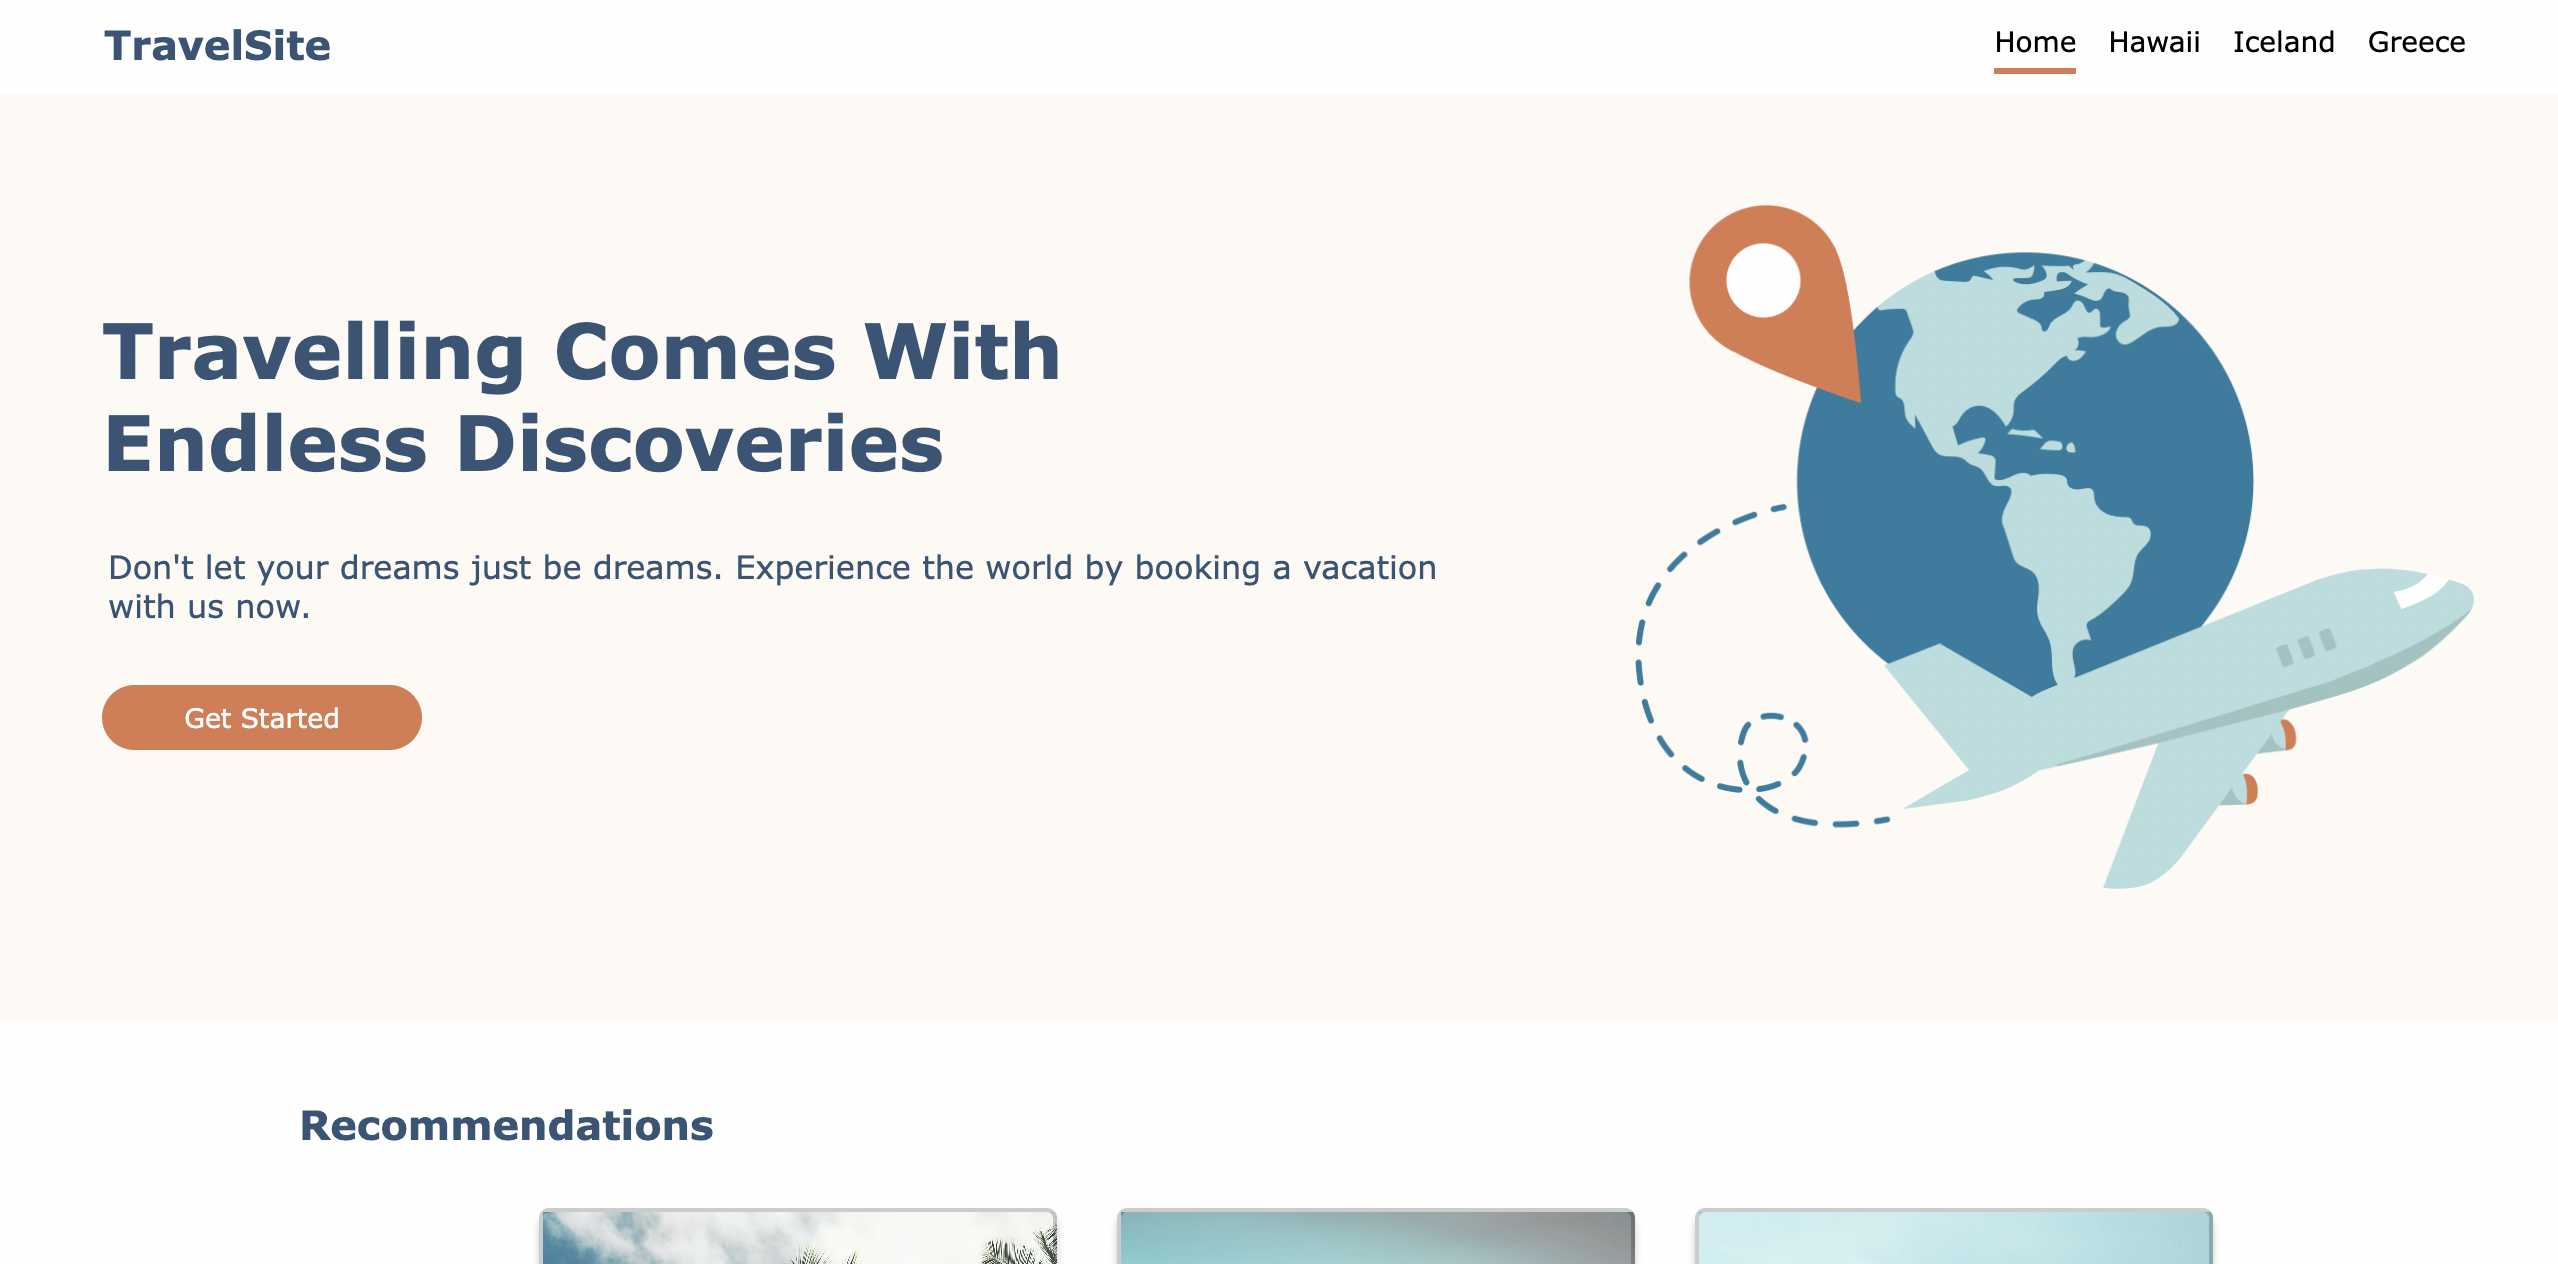 TravelSite
Home Hawaii Iceland Greece
Travelling Comes With
Endless Discoveries
Don't let your dreams just be dreams. Experience the world by booking a vacation
with us now.
Get Started
Recommendations